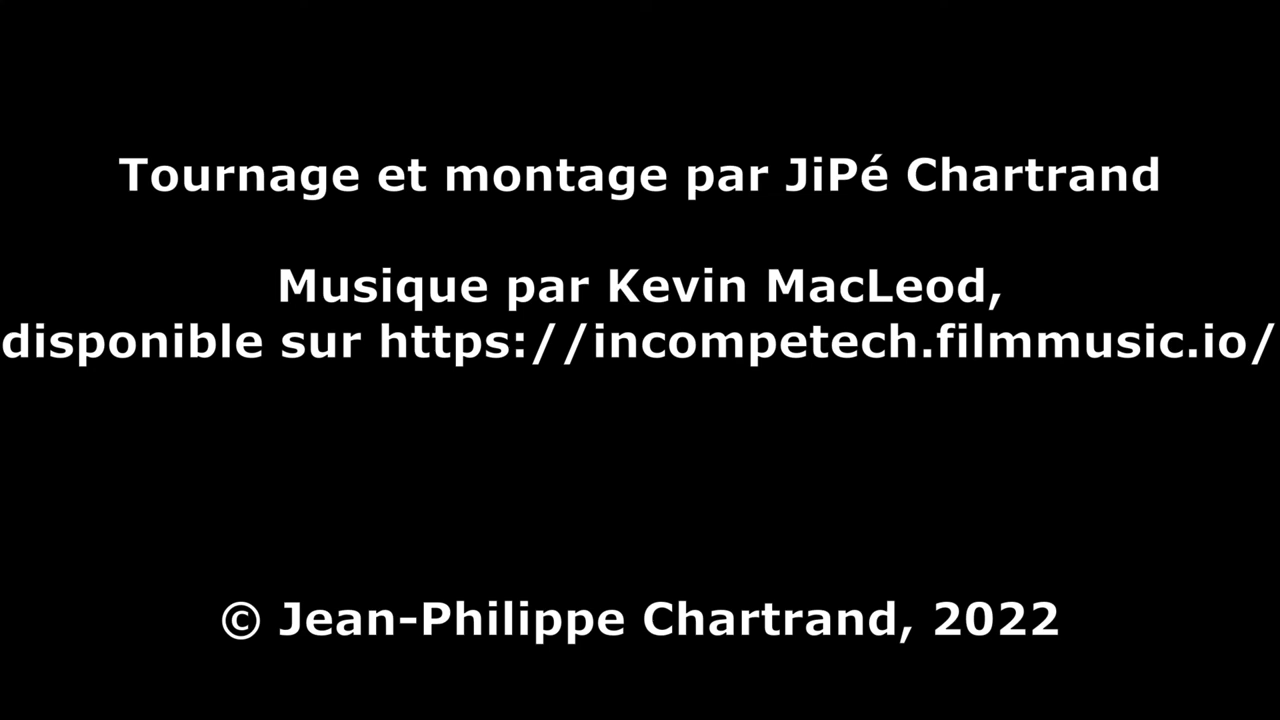 Tournage et montage par JiPé Chartrand
Musique par Kevin MacLeod,
disponible sur https://incompetech.filmmusic.io/
© Jean-Philippe Chartrand, 2022